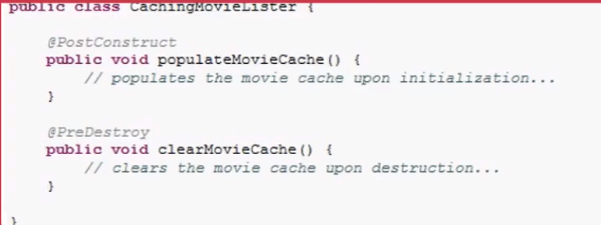 public class CachingMovieLister {
@PostConstruct
public void populateMovieCache() {
// populates the movie cache upon initialization...
}
@PreDestroy
public void clearMovieCache() {
// clears the movie cache upon destruction...
}
}